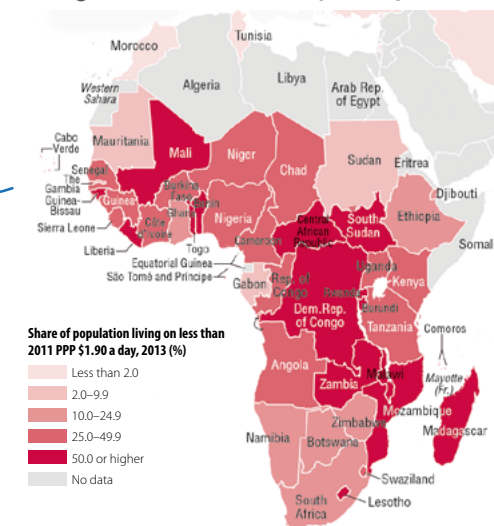 Tunisia
Morocco
Algeria
Libya
Arab Rep.
of Egypt
Western
Sahara
Cabo
Verde
Mauritania
Mali
Niger
Chad
Sudan
Eritrea
Senegal
The
Gambia
Guinea-
Bissau
Guinea
Burkina
Faso
Benin
Ghana
Côte
d'Ivoire
Nigeria
Djibouti
Ethiopia
Somal
Sierra Leone
Liberia
Togo
Cameroon
Central
African
Republic
South
Sudan
Equatorial Guinea
São Tomé and Príncipe
Gabon
Rep. of
Congo
Uganda
Kenya
Rwanda
Burundi
Dem.Rep.
of Congo
Tanzania
Comoros
Share of population living on less than
2011 PPP $1.90 a day, 2013 (%)
Less than 2.0
2.0–9.9
10.0–24.9
25.0–49.9
50.0 or higher
No data
Angola
Zambia
Malawi
Mayotte
(Fr.)
Mozambique
Madagascar
Zimbabwe
Namibia
Botswana
Swaziland
South
Africa
Lesotho